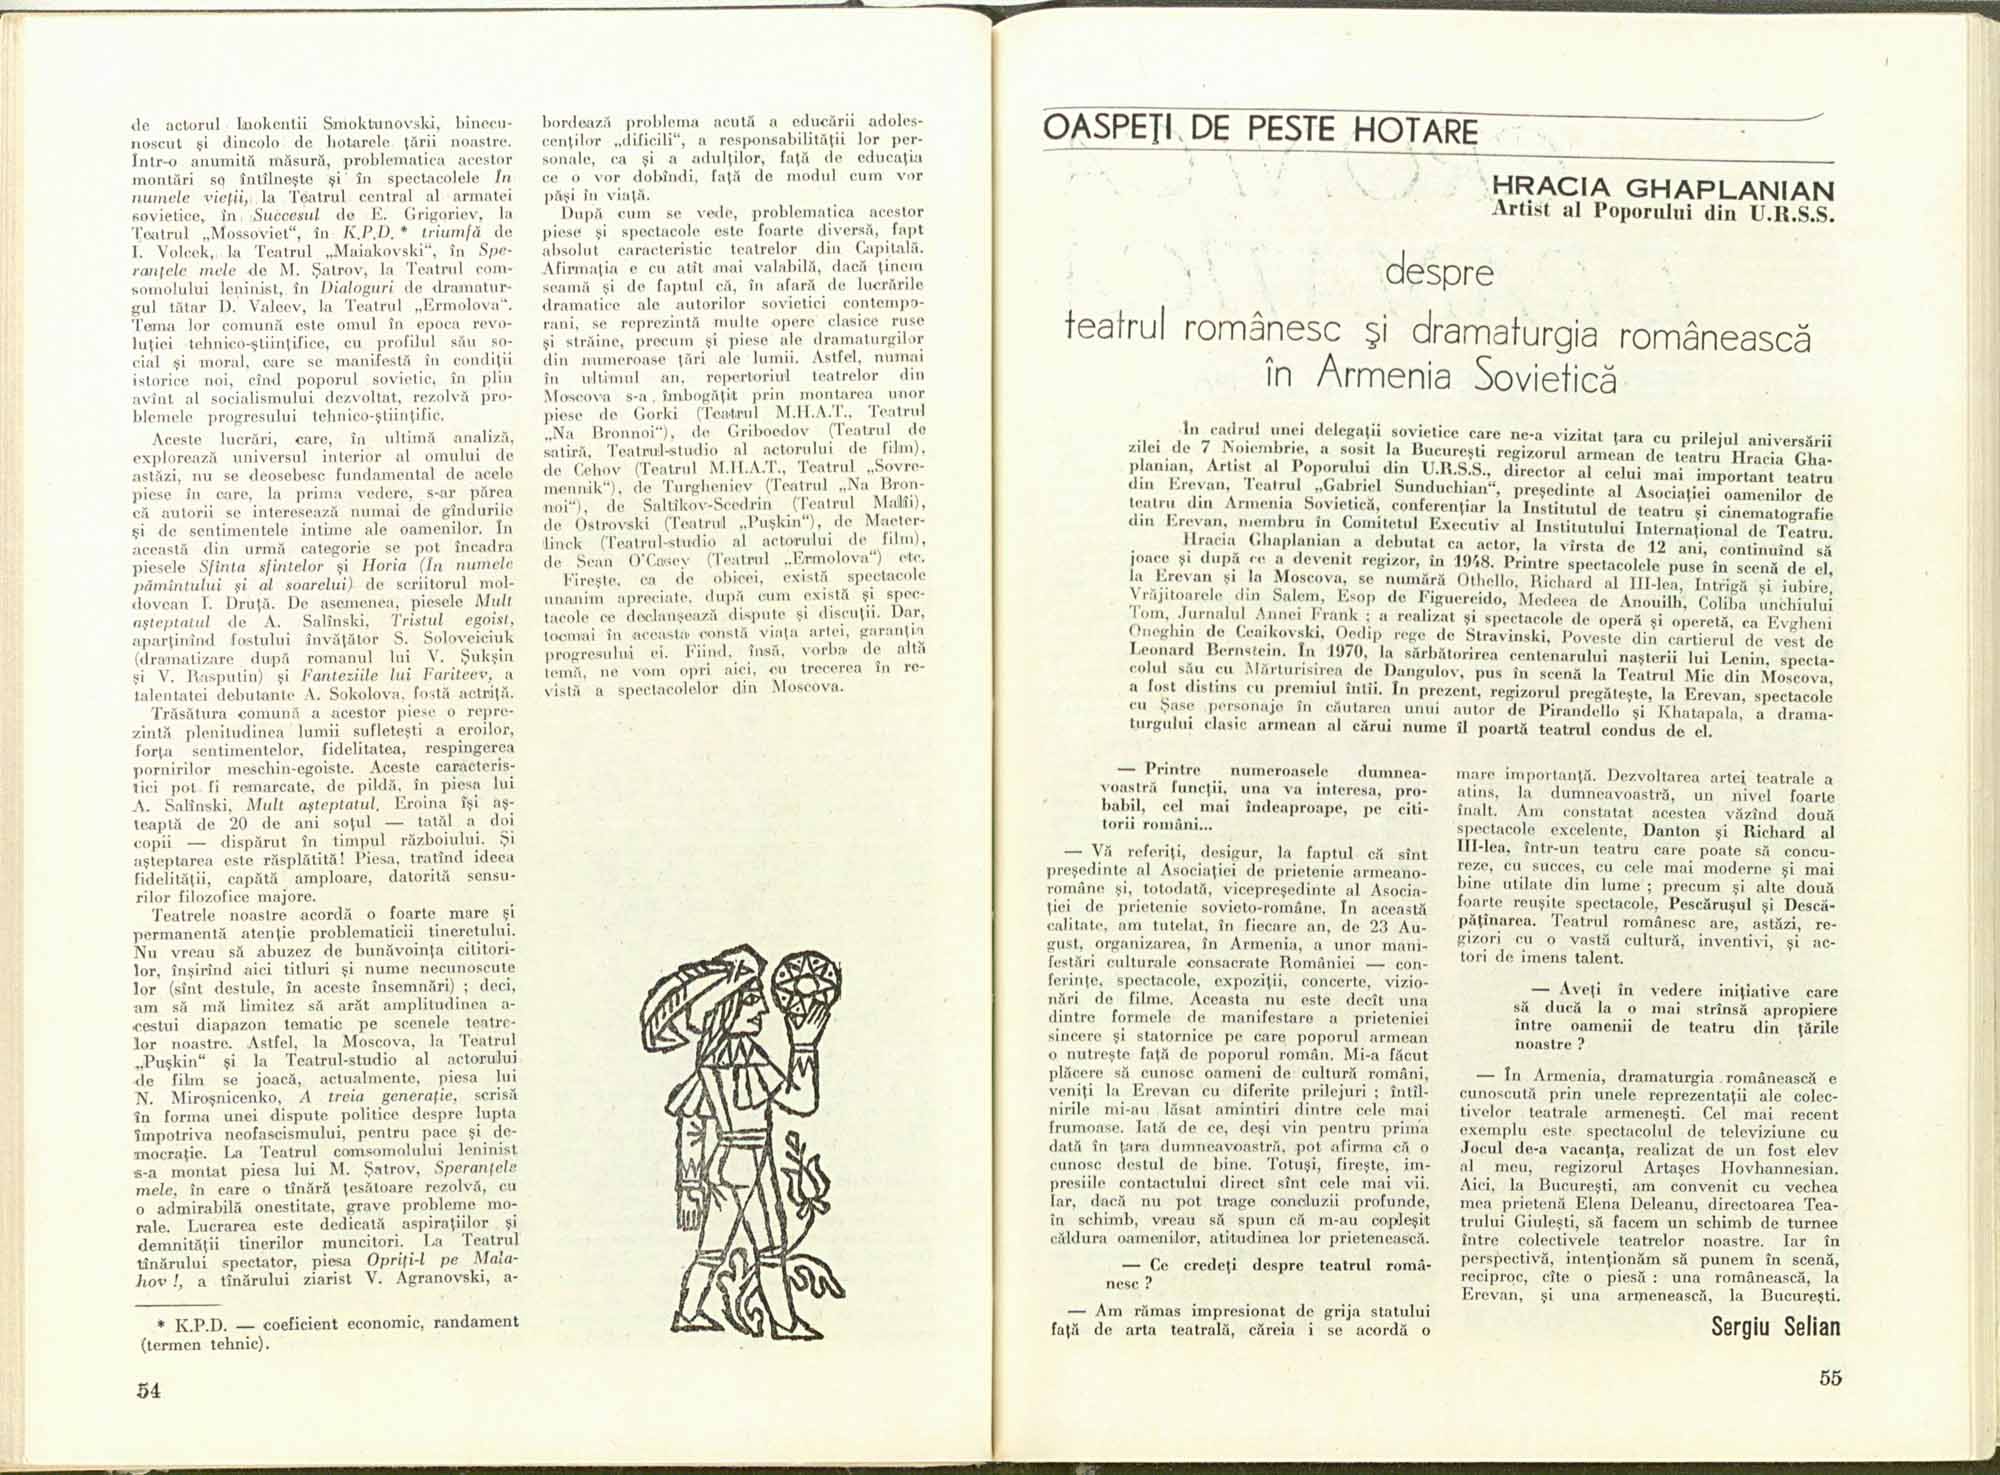 de actorul Inokentii Smoktunovski, binecu-
noscut şi dincolo de hotarele ţării noastre.
Într-o anumită măsură, problematica acestor
montări se întîlneşte şi în spectacolele În
numele vieţii, la Teatrul central al armatei
sovietice, în Succesul de E. Grigoriev, la
Teatrul „Mossoviet“, în K.P.D. * triumfă de
I. Volcek, la Teatrul „Maiakovski“, în Spe-
ranţele mele de M. Şatrov, la Teatrul com-
somolului leninist, în Dialoguri de dramatur-
gul tătar D. Valeev, la Teatrul „Ermolova“.
Tema lor comună este omul în epoca revo-
luţiei tehnico-ştiinţifice, cu profilul său so-
cial şi moral, care se manifestă în condiţii
istorice noi, cînd poporul sovietic, în plin
avînt al socialismului dezvoltat, rezolvă pro-
blemele progresului tehnico-ştiinţific.
Aceste lucrări, care, în ultimă analiză,
explorează universul interior al omului de
astăzi, nu se deosebesc fundamental de acele
piese în care, la prima vedere, s-ar părea
că autorii se interesează numai de gîndurile
şi de sentimentele intime ale oamenilor. În
această din urmă categorie se pot încadra
piesele Sfînta sfintelor şi Horia (În numele
pămîntului şi al soarelui) de scriitorul mol-
dovean I. Druţă. De asemenea, piesele Mult
aşteptatul de A. Salînski, Tristul egoist,
aparţinînd fostului învăţător S. Soloveiciuk
(dramatizare după romanul lui V. Şukşin
şi V. Rasputin) şi Fanteziile lui Fariteev, a
talentatei debutante A. Sokolova, fostă actriţă.
Trăsătura comună a acestor piese o repre-
zintă plenitudinea lumii sufleteşti a eroilor,
forţa sentimentelor, fidelitatea, respingerea
pornirilor meschin-egoiste. Aceste caracteris-
tici pot fi remarcate, de pildă, în piesa lui
A. Salînski, Mult aşteptatul. Eroina îşi aş-
teaptă de 20 de ani soţul — tatăl a doi
copii — dispărut în timpul războiului. Şi
aşteptarea este răsplătită! Piesa, tratînd ideea
fidelităţii, capătă amploare, datorită sensu-
rilor filozofice majore.
Teatrele noastre acordă o foarte mare şi
permanentă atenţie problematicii tineretului.
Nu vreau să abuzez de bunăvoinţa cititori-
lor, înşirînd aici titluri şi nume necunoscute
lor (sînt destule, în aceste însemnări) ; deci,
am să mă limitez să arăt amplitudinea a-
cestui diapazon tematic pe scenele teatre-
lor noastre. Astfel, la Moscova, la Teatrul
„Puşkin“ şi la Teatrul-studio al actorului
de film se joacă, actualmente, piesa lui
N. Miroşnicenko, A treia generaţie, scrisă
în forma unei dispute politice despre lupta
împotriva neofascismului, pentru pace şi de-
mocraţie. La Teatrul comsomolului leninist
s-a montat piesa lui M. Şatrov, Speranţele
mele, în care o tînără ţesătoare rezolvă, cu
o admirabilă onestitate, grave probleme mo-
rale. Lucrarea este dedicată aspiraţiilor şi
demnităţii tinerilor muncitori. La Teatrul
tînărului spectator, piesa Opriţi-l pe Mala-
hov !, a tînărului ziarist V. Agranovski, a-
* K.P.D. — coeficient economic, randament
(termen tehnic).
54
bordează problema acută a educării adoles-
cenţilor „dificili“, a responsabilităţii lor per-
sonale, ca şi a adulţilor, faţă de educaţia
ce o vor dobîndi, faţă de modul cum vor
păşi în viaţă.
După cum se vede, problematica acestor
piese şi spectacole este foarte diversă, fapt
absolut caracteristic teatrelor din Capitală.
Afirmaţia e cu atît mai valabilă, dacă ţinem
seamă şi de faptul că, în afară de lucrările
dramatice ale autorilor sovietici contempo-
rani, se reprezintă multe opere clasice ruse
şi străine, precum şi piese ale dramaturgilor
din numeroase ţări ale lumii. Astfel, numai
în ultimul an, repertoriul teatrelor din
Moscova s-a îmbogăţit prin montarea unor
piese de Gorki (Teatrul M.H.A.T., Teatrul
„Na Bronnoi“), de Griboedov (Teatrul de
satiră, Teatrul-studio al actorului de film),
de Cehov (Teatrul M.H.A.T., Teatrul „Sovre-
mennik“), de Turgheniev (Teatrul „Na Bron-
noi“), de Saltîkov-Scedrin (Teatrul Malîi),
de Ostrovski (Teatrul „Puşkin“), de Maeter-
linck (Teatrul-studio al actorului de film),
de Sean O'Casey (Teatrul „Ermolova“) etc.
Fireşte, ca de obicei, există spectacole
unanim apreciate, după cum există şi spec-
tacole ce declanşează dispute şi discuţii. Dar,
tocmai în aceasta constă viaţa artei, garanţia
progresului ei. Fiind, însă, vorba de altă
temă, ne vom opri aici, cu trecerea în re-
vistă a spectacolelor din Moscova.
OASPEŢI DE PESTE HOTARE
HRACIA GHAPLANIAN
Artist al Poporului din U.R.S.S.
despre
teatrul românesc şi dramaturgia românească
în Armenia Sovietică
În cadrul unei delegaţii sovietice care ne-a vizitat ţara cu prilejul aniversării
zilei de 7 Noiembrie, a sosit la Bucureşti regizorul armean de teatru Hracia Gha-
planian, Artist al Poporului din U.R.S.S., director al celui mai important teatru
din Erevan, Teatrul „Gabriel Sunduchian“, preşedinte al Asociaţiei oamenilor de
teatru din Armenia Sovietică, conferenţiar la Institutul de teatru şi cinematografie
din Erevan, membru în Comitetul Executiv al Institutului Internaţional de Teatru.
Hracia Ghaplanian a debutat ca actor, la vîrsta de 12 ani, continuînd să
joace şi după ce a devenit regizor, în 1948. Printre spectacolele puse în scenă de el,
la Erevan şi la Moscova, se numără Othello, Richard al III-lea, Intrigă şi iubire,
Vrăjitoarele din Salem, Esop de Figuereido, Medeea de Anouilh, Coliba unchiului
Tom, Jurnalul Annei Frank ; a realizat şi spectacole de operă şi operetă, ca Evgheni
Oneghin de Ceaikovski, Oedip rege de Stravinski, Poveste din cartierul de vest de
Leonard Bernstein. În 1970, la sărbătorirea centenarului naşterii lui Lenin, specta-
colul său cu Mărturisirea de Dangulov, pus în scenă la Teatrul Mic din Moscova,
a fost distins cu premiul întîi. În prezent, regizorul pregăteşte, la Erevan, spectacole
cu Şase personaje în căutarea unui autor de Pirandello şi Khatapala, a drama-
turgului clasic armean al cărui nume îl poartă teatrul condus de el.
— Printre numeroasele dumnea-
voastră funcţii, una va interesa, pro-
babil, cel mai îndeaproape, pe citi-
torii români...
— Vă referiţi, desigur, la faptul că sînt
preşedinte al Asociaţiei de prietenie armeano-
române şi, totodată, vicepreşedinte al Asocia-
ţiei de prietenie sovieto-române. În această
calitate, am tutelat, în fiecare an, de 23 Au-
gust, organizarea, în Armenia, a unor mani-
festări culturale consacrate României — con-
ferinţe, spectacole, expoziţii, concerte, vizio-
nări de filme. Aceasta nu este decît una
dintre formele de manifestare a prieteniei
sincere şi statornice pe care poporul armean
o nutreşte faţă de poporul român. Mi-a făcut
plăcere să cunosc oameni de cultură români,
veniţi la Erevan cu diferite prilejuri ; întîl-
nirile mi-au lăsat amintiri dintre cele mai
frumoase. Iată de ce, deşi vin pentru prima
dată în ţara dumneavoastră, pot afirma că o
cunosc destul de bine. Totuşi, fireşte, im-
presiile contactului direct sînt cele mai vii.
Iar, dacă nu pot trage concluzii profunde,
în schimb, vreau să spun că m-au copleşit
căldura oamenilor, atitudinea lor prietenească.
— Ce credeţi despre teatrul româ-
nesc ?
— Am rămas impresionat de grija statului
faţă de arta teatrală, căreia i se acordă o
mare importanţă. Dezvoltarea artei teatrale a
atins, la dumneavoastră, un nivel foarte
înalt. Am constatat acestea văzînd două
spectacole excelente, Danton şi Richard al
III-lea, într-un teatru care poate să concu-
reze, cu succes, cu cele mai moderne şi mai
bine utilate din lume ; precum şi alte două
foarte reuşite spectacole, Pescăruşul şi Descă-
păţînarea. Teatrul românesc are, astăzi, re-
gizori cu o vastă cultură, inventivi, şi ac-
tori de imens talent.
— Aveţi în vedere iniţiative care
să ducă la o mai strînsă apropiere
între oamenii de teatru din ţările
noastre ?
— În Armenia, dramaturgia românească e
cunoscută prin unele reprezentaţii ale colec-
tivelor teatrale armeneşti. Cel mai recent
exemplu este spectacolul de televiziune cu
Jocul de-a vacanţa, realizat de un fost elev
al meu, regizorul Artaşes Hovhannesian.
Aici, la Bucureşti, am convenit cu vechea
mea prietenă Elena Deleanu, directoarea Tea-
trului Giuleşti, să facem un schimb de turnee
între colectivele teatrelor noastre. Iar în
perspectivă, intenţionăm să punem în scenă,
reciproc, cîte o piesă : una românească, la
Erevan, şi una armenească, la Bucureşti.
Sergiu Selian
55